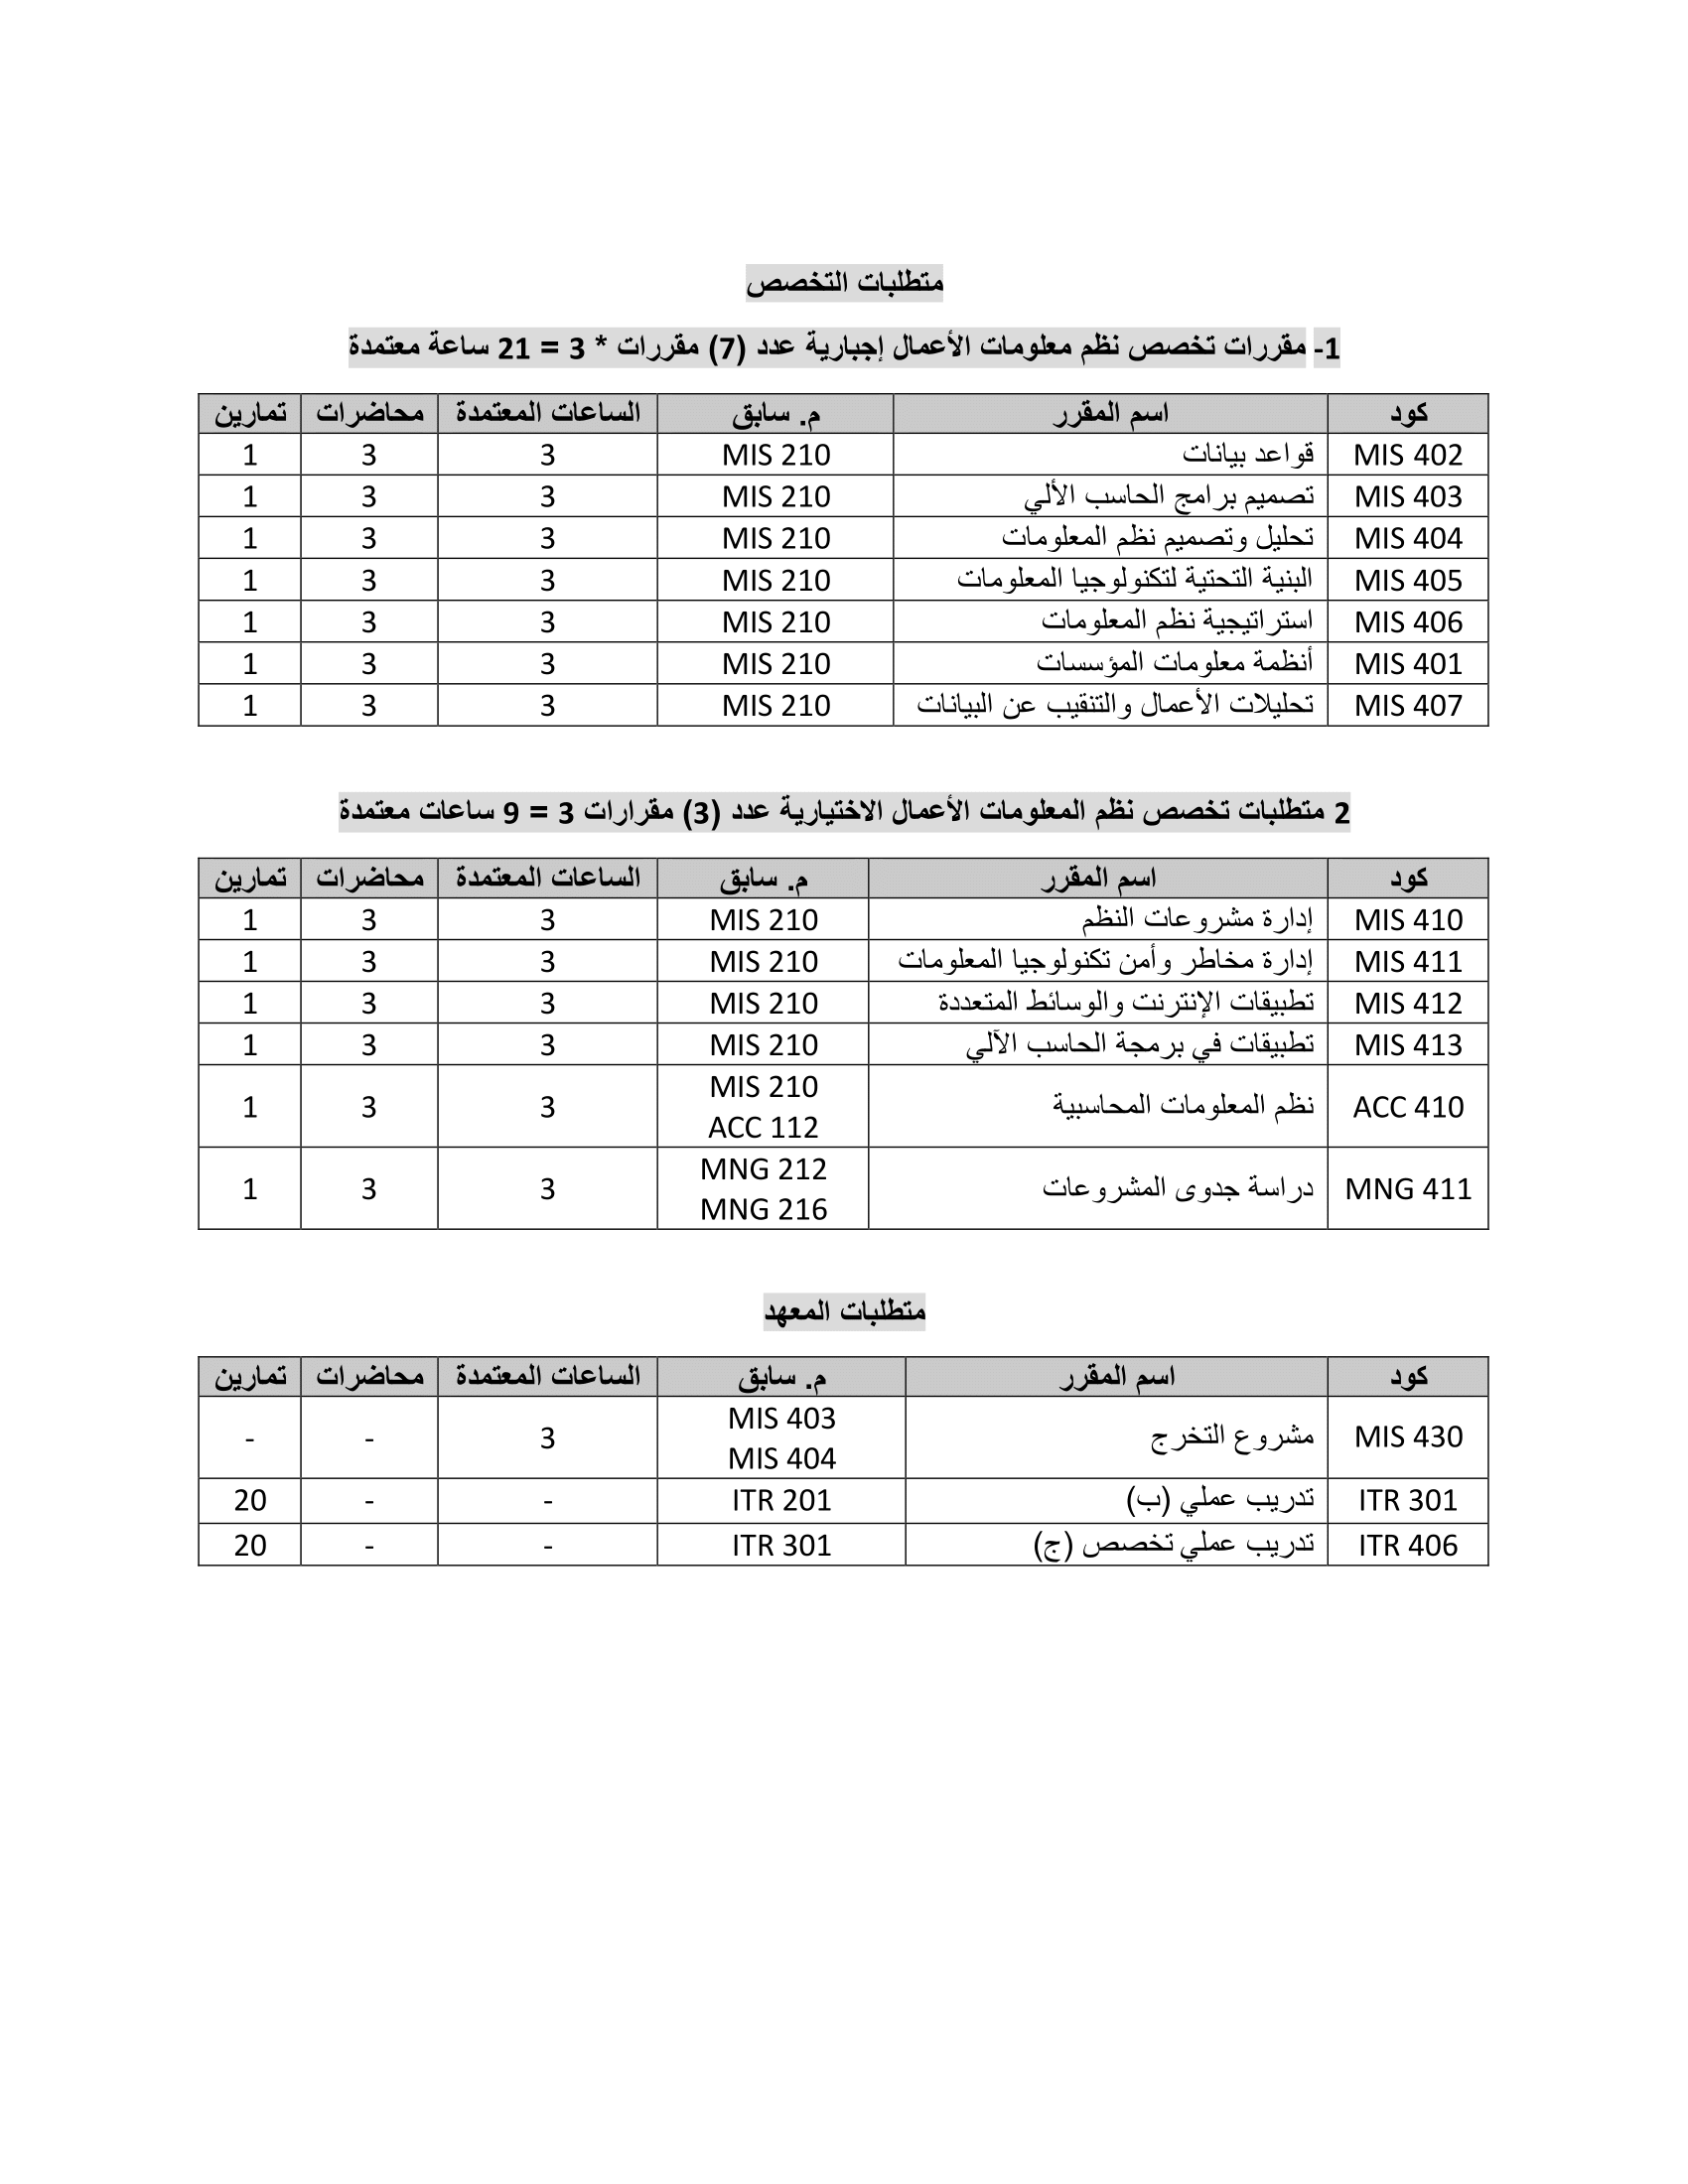 متطلبات التخصص
1- مقررات تخصص نظم معلومات الأعمال إجبارية عدد (7) مقررات * 3 = 21 ساعة معتمدة
كود اسم المقرر م. سابق الساعات المعتمدة محاضرات تمارين
MIS 402 قواعد بيانات MIS 210 3 3 1
MIS 403 تصميم برامج الحاسب الألي MIS 210 3 3 1
MIS 404 تحليل وتصميم نظم المعلومات MIS 210 3 3 1
MIS 405 البنية التحتية لتكنولوجيا المعلومات MIS 210 3 3 1
MIS 406 استراتيجية نظم المعلومات MIS 210 3 3 1
MIS 401 أنظمة معلومات المؤسسات MIS 210 3 3 1
MIS 407 تحليلات الأعمال والتنقيب عن البيانات MIS 210 3 3 1
2 متطلبات تخصص نظم المعلومات الأعمال الاختيارية عدد (3) مقرارات 3 = 9 ساعات معتمدة
كود اسم المقرر م. سابق الساعات المعتمدة محاضرات تمارين
MIS 410 إدارة مشروعات النظم MIS 210 3 3 1
MIS 411 إدارة مخاطر وأمن تكنولوجيا المعلومات MIS 210 3 3 1
MIS 412 تطبيقات الإنترنت والوسائط المتعددة MIS 210 3 3 1
MIS 413 تطبيقات في برمجة الحاسب الآلي MIS 210 3 3 1
ACC 410 نظم المعلومات المحاسبية MIS 210 3 3 1
ACC 112
MNG 411 دراسة جدوى المشروعات MNG 212 3 3 1
MNG 216
متطلبات المعهد
كود اسم المقرر م. سابق الساعات المعتمدة محاضرات تمارين
MIS 430 مشروع التخرج MIS 403 3 - -
MIS 404
ITR 301 تدريب عملي (ب) ITR 201 - - 20
ITR 406 تدريب عملي تخصص (ج) ITR 301 - - 20